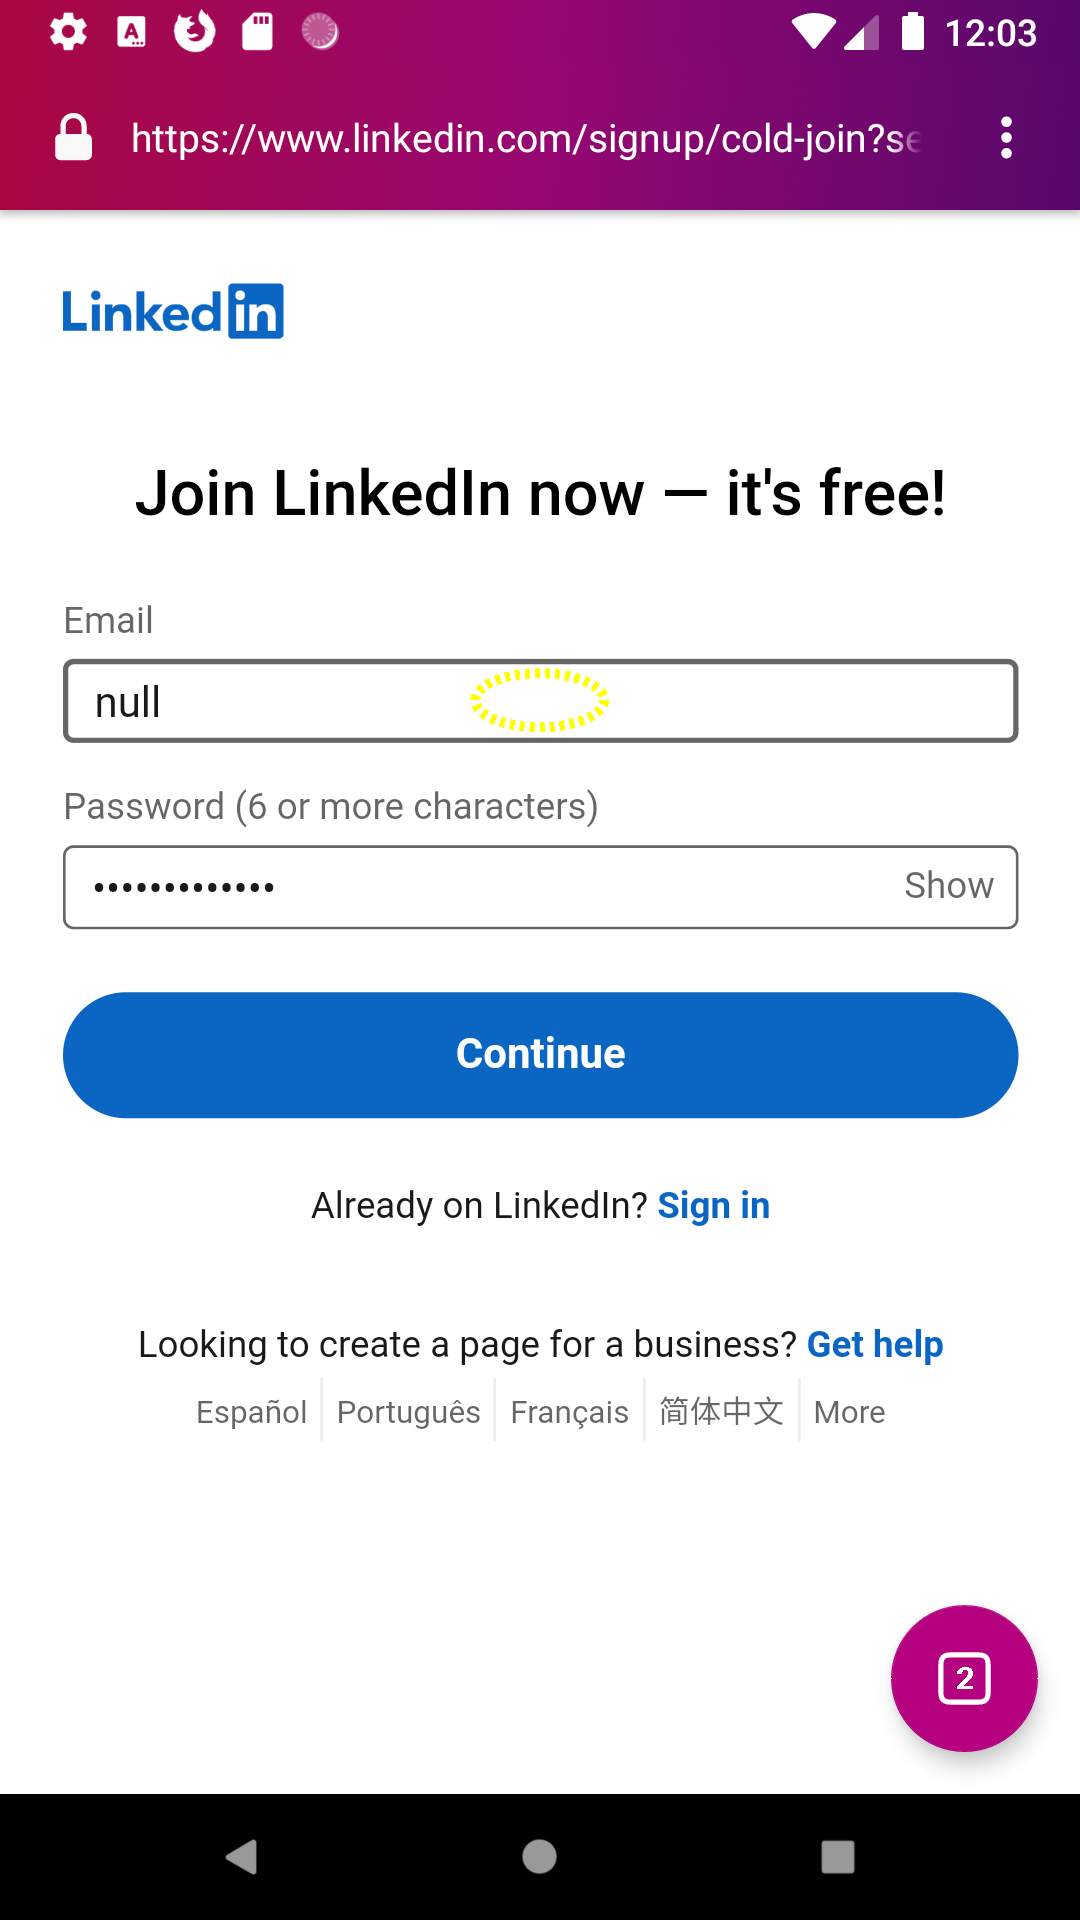 12:03
https://www.linkedin.com/signup/cold-join?se
Linkedin
Join LinkedIn now — it's free!
Email
null
Password (6 or more characters)
•••••••••••••
Show
Continue
Already on LinkedIn? Sign in
Looking to create a page for a business? Get help
Español
Português
Français
简体中文
More
2